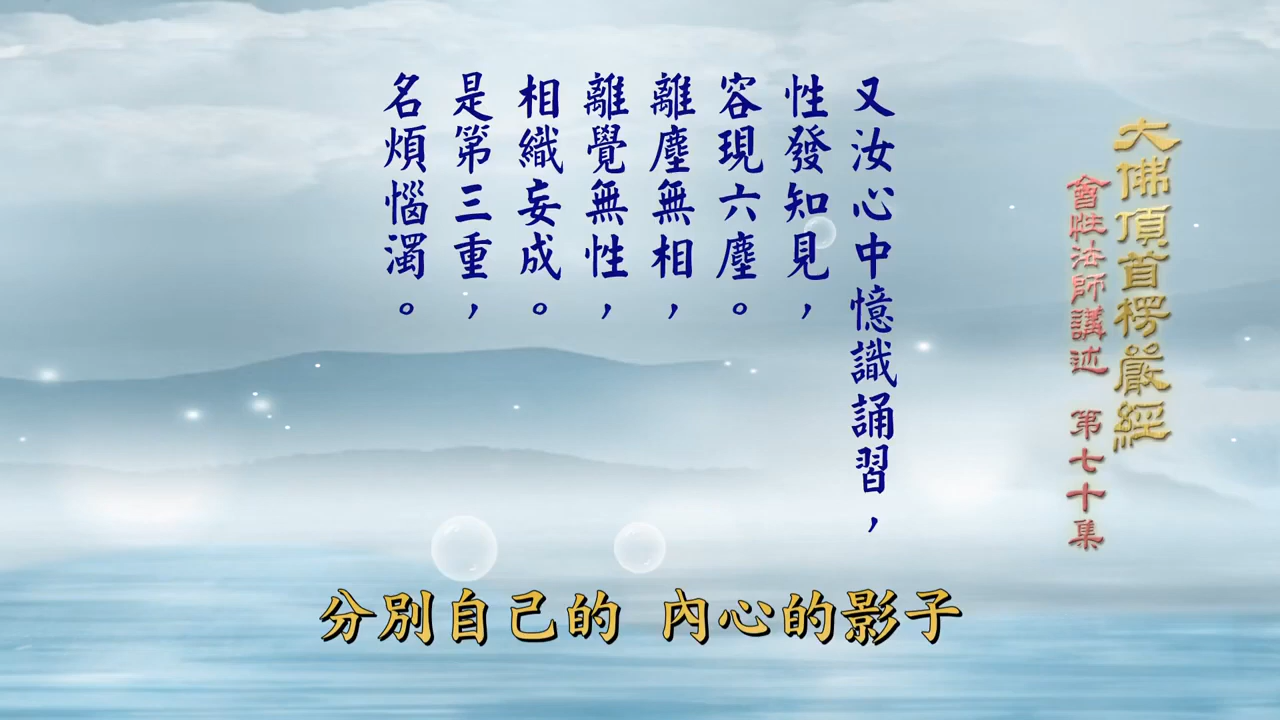 大佛頂首楞嚴經
會性法師講述 第七十集
又汝心中憶識誦習，
性發知見，
容現六塵。
離塵無相，
離覺無性，
相織妄成。
是第三重，
名煩惱濁。
分別自己的 內心的影子